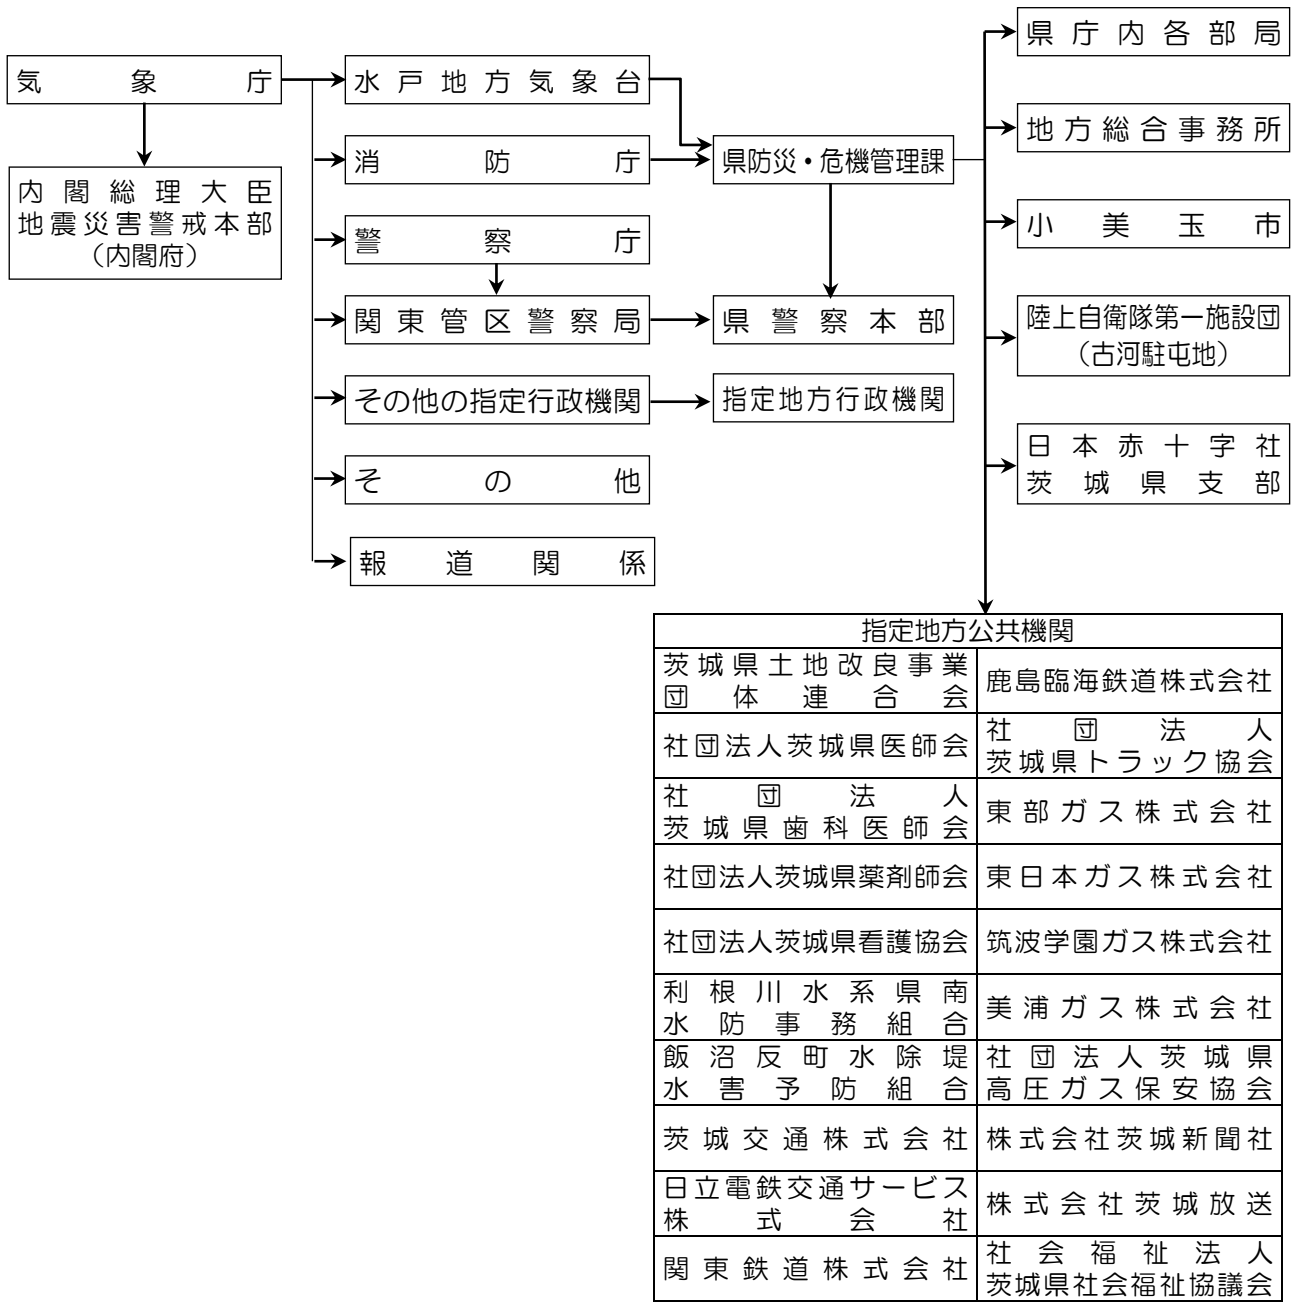 気象庁
内閣総理大臣
地震災害警戒本部
（内閣府）
水戸地方気象台
消防庁
警察庁
関東管区警察局
その他の指定行政機関
その他
報道関係
県防災・危機管理課
県警察本部
指定地方行政機関
県庁内各部局
地方総合事務所
小美玉市
陸上自衛隊第一施設団
（古河駐屯地）
日本赤十字社
茨城県支部
指定地方公共機関
茨城県土地改良事業
団体連合会
鹿島臨海鉄道株式会社
社団法人茨城県医師会
社団法人
茨城県トラック協会
社団法人
茨城県歯科医師会
東部ガス株式会社
社団法人茨城県薬剤師会
東日本ガス株式会社
社団法人茨城県看護協会
筑波学園ガス株式会社
利根川水系県南
水防事務組合
美浦ガス株式会社
飯沼反町水除堤
水害予防組合
社団法人茨城県
高圧ガス保安協会
茨城交通株式会社
株式会社茨城新聞社
日立電鉄交通サービス
株式会社
株式会社茨城放送
関東鉄道株式会社
社会福祉法人
茨城県社会福祉協議会